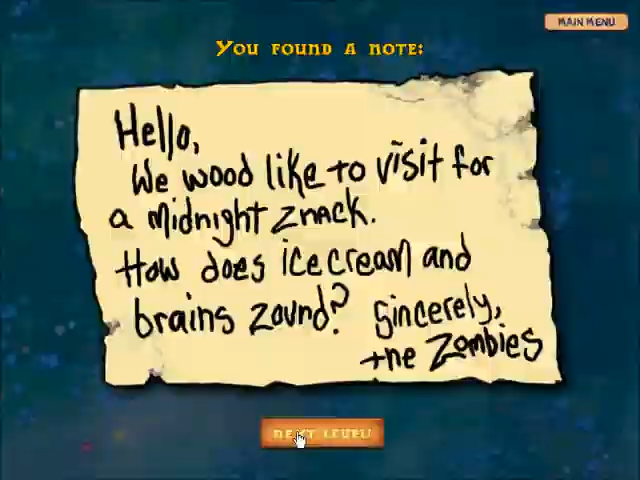 MAIN MENU
YOU FOUND A NOTE:
Hello,
We wood like to visit for
a midnight znack.
How does icecream and
brains zound? Sincerely,
the Zombies
NEXT LEVEL!